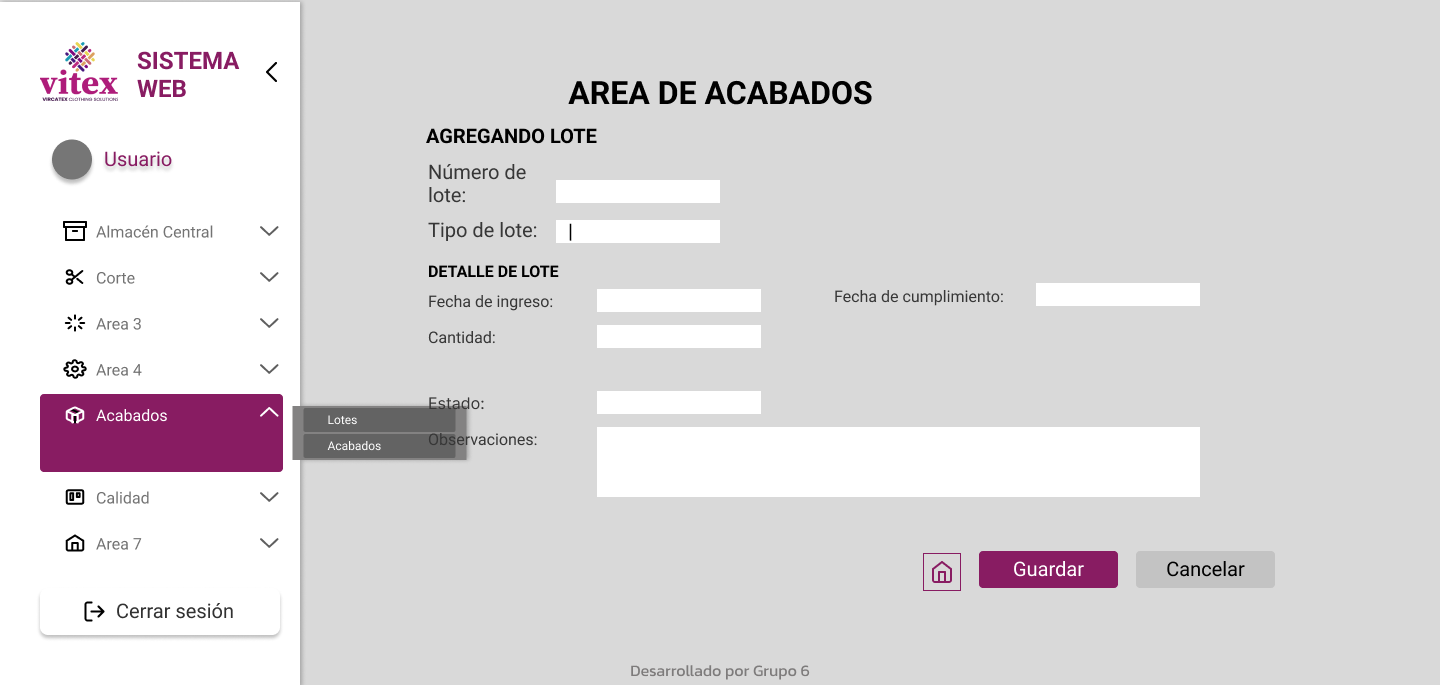 vitex
VIRCATEX CLOTHING SOLUTIONS
SISTEMA
WEB
Usuario
Almacén Central
Corte
Area 3
Area 4
Acabados
Lotes
Acabados
Calidad
Area 7
Cerrar sesión
AREA DE ACABADOS
AGREGANDO LOTE
Número de
lote:
Tipo de lote:
DETALLE DE LOTE
Fecha de ingreso:
Fecha de cumplimiento:
Cantidad:
Estado:
Observaciones:
Guardar
Cancelar
Desarrollado por Grupo 6